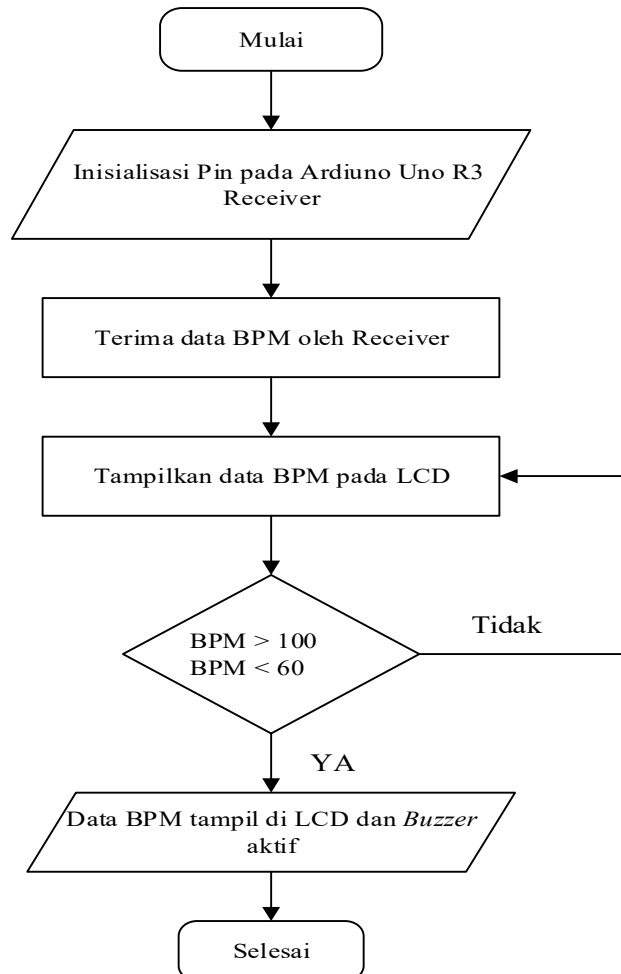 Mulai
Inisialisasi Pin pada Ardiuno Uno R3
Receiver
Terima data BPM oleh Receiver
Tampilkan data BPM pada LCD
BPM > 100
BPM < 60
Tidak
YA
Data BPM tampil di LCD dan Buzzer
aktif
Selesai